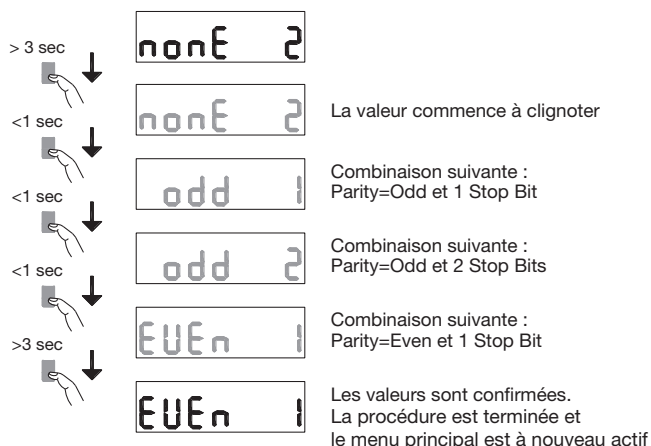 nonE 2
> 3 sec
nonE 2
La valeur commence à clignoter
<1 sec
odd 1
Combinaison suivante :
Parity=Odd et 1 Stop Bit
<1 sec
odd 2
Combinaison suivante :
Parity=Odd et 2 Stop Bits
<1 sec
EUEn 1
Combinaison suivante :
Parity=Even et 1 Stop Bit
>3 sec
EUEn 1
Les valeurs sont confirmées.
La procédure est terminée et
le menu principal est à nouveau actif